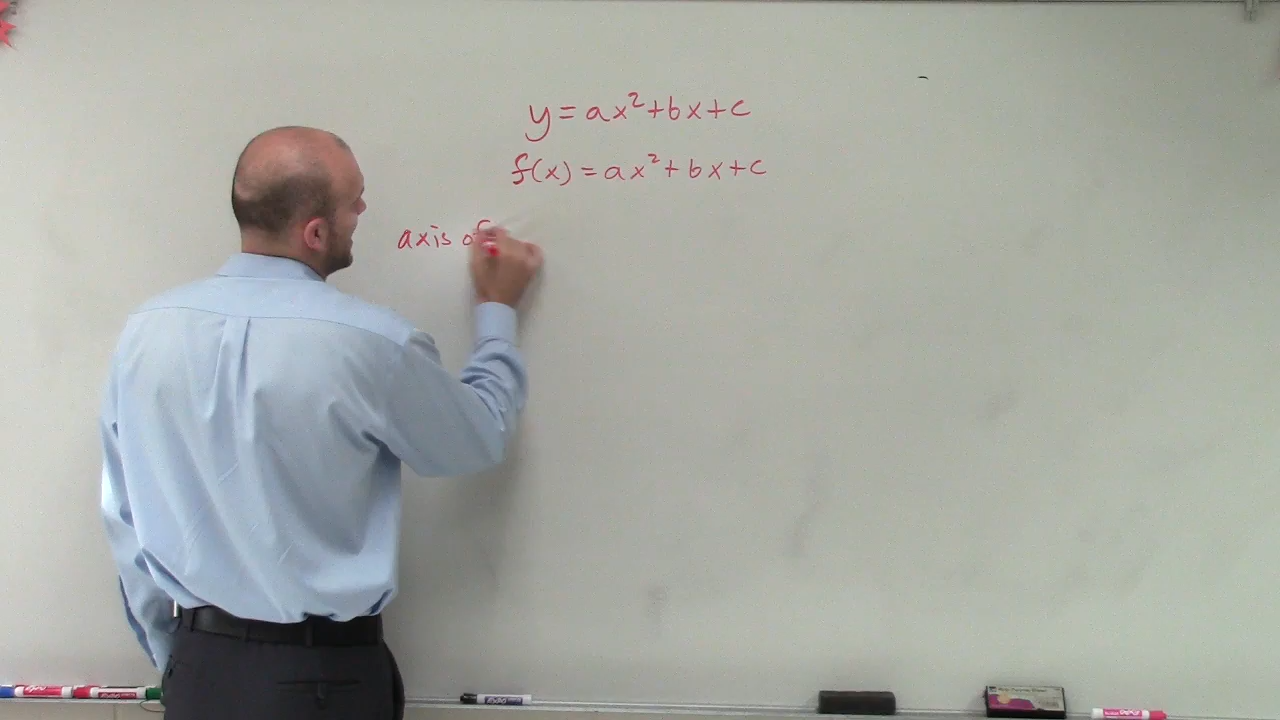 y = ax²+bx+c
f(x) = ax²+bx+c
axis of